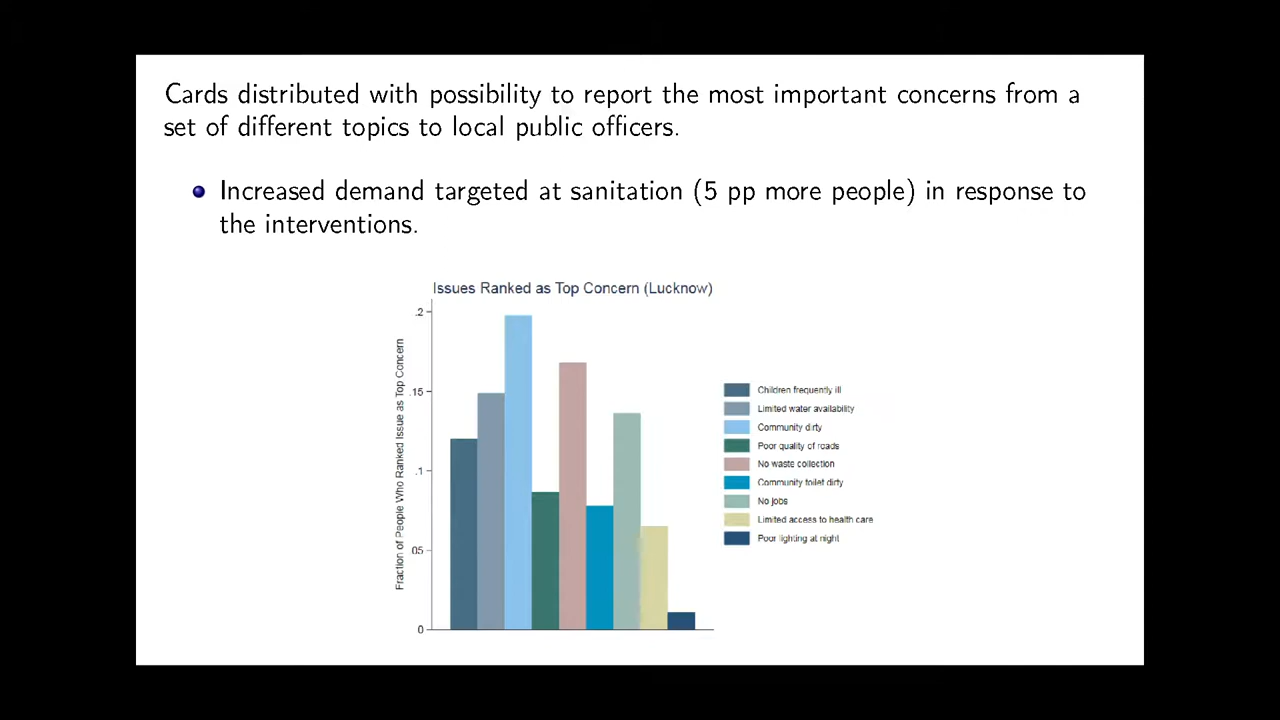 Cards distributed with possibility to report the most important concerns from a
set of different topics to local public officers.
Increased demand targeted at sanitation (5 pp more people) in response to
the interventions.
Issues Ranked as Top Concern (Lucknow)
Fraction of People Who Ranked Issue as Top Concern
.2
.15
.1
.05
0
Children frequently ill
Limited water availability
Community dirty
Poor quality of roads
No waste collection
Community toilet dirty
No jobs
Limited access to health care
Poor lighting at night